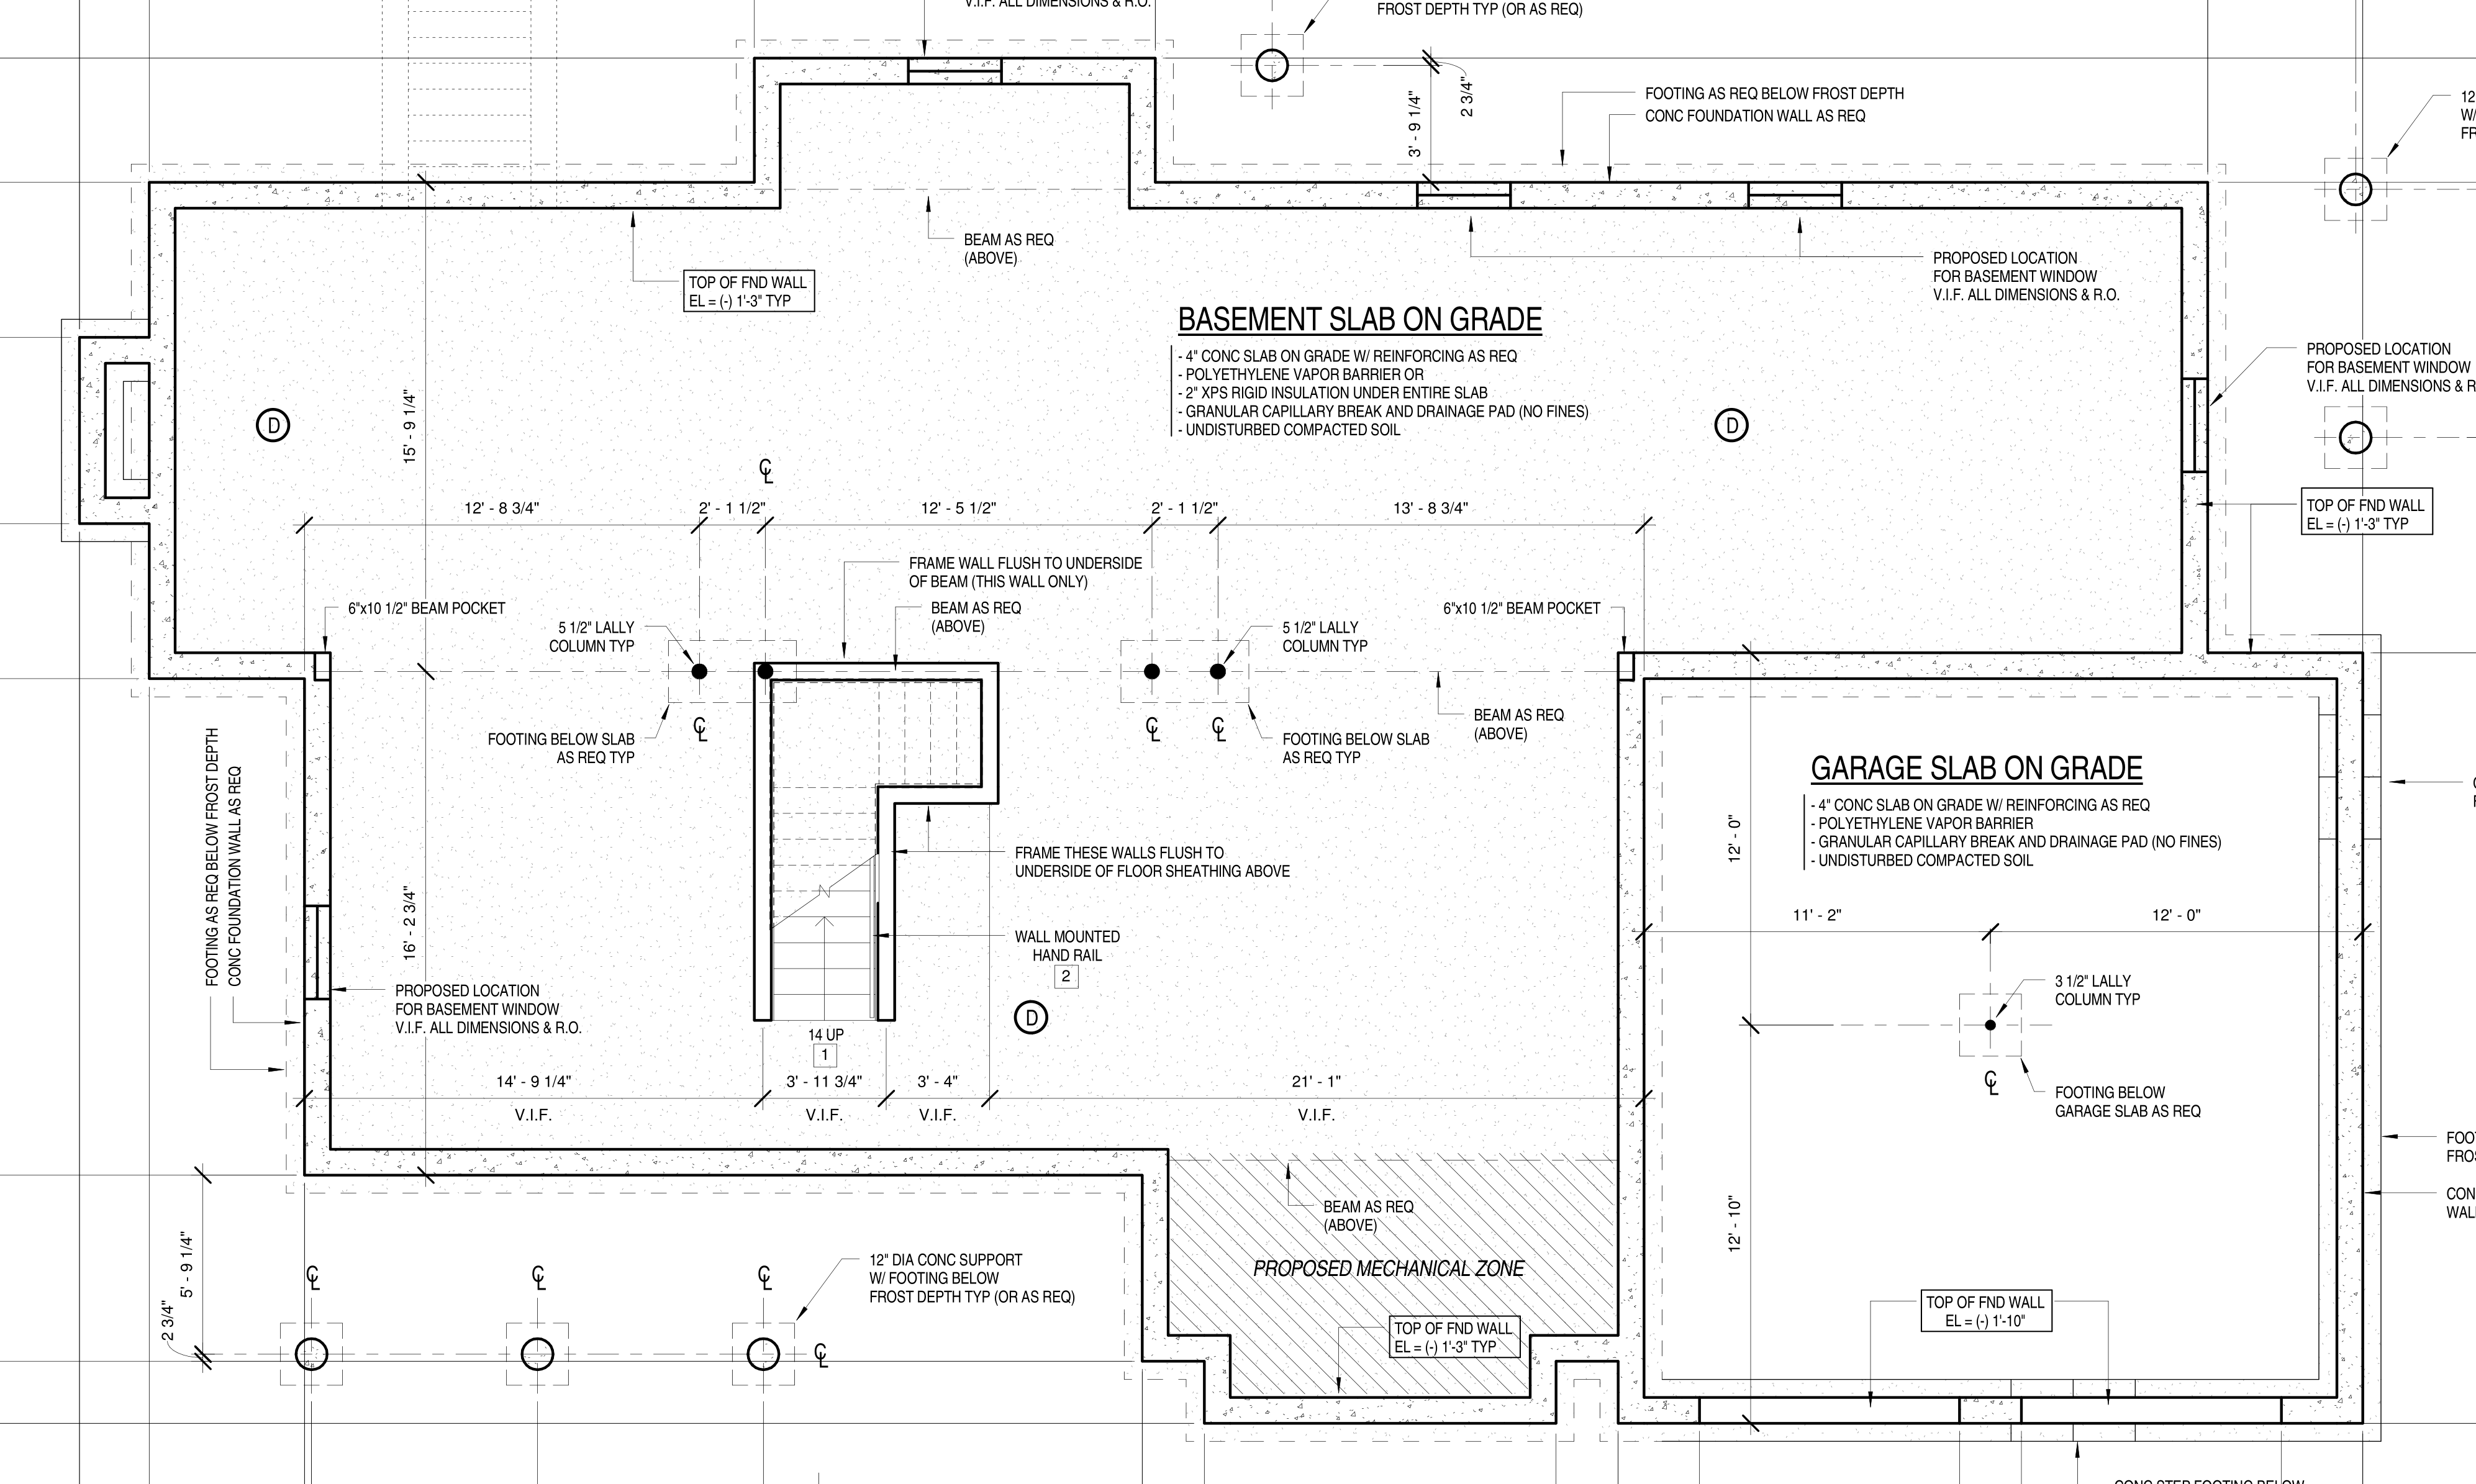 V.I.F. ALL DIMENSIONS & R.O.
FROST DEPTH TYP (OR AS REQ)
2 3/4"
3' - 9 1/4"
FOOTING AS REQ BELOW FROST DEPTH
CONC FOUNDATION WALL AS REQ
12
W/
BEAM AS REQ
(ABOVE)
TOP OF FND WALL
EL = (-) 1'-3" TYP
PROPOSED LOCATION
FOR BASEMENT WINDOW
V.I.F. ALL DIMENSIONS & R.O.
BASEMENT SLAB ON GRADE
- 4" CONC SLAB ON GRADE W/ REINFORCING AS REQ
- POLYETHYLENE VAPOR BARRIER OR
- 2" XPS RIGID INSULATION UNDER ENTIRE SLAB
- GRANULAR CAPILLARY BREAK AND DRAINAGE PAD (NO FINES)
- UNDISTURBED COMPACTED SOIL
PROPOSED LOCATION
FOR BASEMENT WINDOW
V.I.F. ALL DIMENSIONS & R
D
D
15' - 9 1/4"
CL
12' - 8 3/4"
2' - 1 1/2"
12' - 5 1/2"
2' - 1 1/2"
13' - 8 3/4"
TOP OF FND WALL
EL = (-) 1'-3" TYP
FRAME WALL FLUSH TO UNDERSIDE
OF BEAM (THIS WALL ONLY)
6"x10 1/2" BEAM POCKET
BEAM AS REQ
(ABOVE)
6"x10 1/2" BEAM POCKET
5 1/2" LALLY
COLUMN TYP
5 1/2" LALLY
COLUMN TYP
CL
CL
CL
FOOTING BELOW SLAB
AS REQ TYP
FOOTING BELOW SLAB
AS REQ TYP
BEAM AS REQ
(ABOVE)
GARAGE SLAB ON GRADE
- 4" CONC SLAB ON GRADE W/ REINFORCING AS REQ
- POLYETHYLENE VAPOR BARRIER
- GRANULAR CAPILLARY BREAK AND DRAINAGE PAD (NO FINES)
- UNDISTURBED COMPACTED SOIL
FOOTING AS REQ BELOW FROST DEPTH
CONC FOUNDATION WALL AS REQ
12' - 0"
FRAME THESE WALLS FLUSH TO
UNDERSIDE OF FLOOR SHEATHING ABOVE
16' - 2 3/4"
11' - 2"
12' - 0"
WALL MOUNTED
HAND RAIL
2
3 1/2" LALLY
COLUMN TYP
PROPOSED LOCATION
FOR BASEMENT WINDOW
V.I.F. ALL DIMENSIONS & R.O.
D
14 UP
1
CL
FOOTING BELOW
GARAGE SLAB AS REQ
14' - 9 1/4"
3' - 11 3/4"
3' - 4"
21' - 1"
V.I.F.
V.I.F.
V.I.F.
V.I.F.
FOOT
FROS
CON
WALL
BEAM AS REQ
(ABOVE)
12' - 10"
5' - 9 1/4"
2 3/4"
CL
CL
CL
12" DIA CONC SUPPORT
W/ FOOTING BELOW
FROST DEPTH TYP (OR AS REQ)
CL
PROPOSED MECHANICAL ZONE
TOP OF FND WALL
EL = (-) 1'-3" TYP
TOP OF FND WALL
EL = (-) 1'-10"
CONC STEP FOOTING BELOW